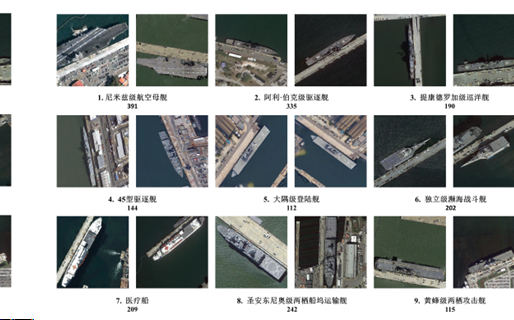 1. 尼米兹级航空母舰
391
2. 阿利·伯克级驱逐舰
335
3. 提康德罗加级巡洋舰
190
4. 45型驱逐舰
144
5. 大隅级登陆舰
112
6. 独立级濒海战斗舰
202
7. 医疗船
209
8. 圣安东尼奥级两栖船坞运输舰
242
9. 黄蜂级两栖攻击舰
115